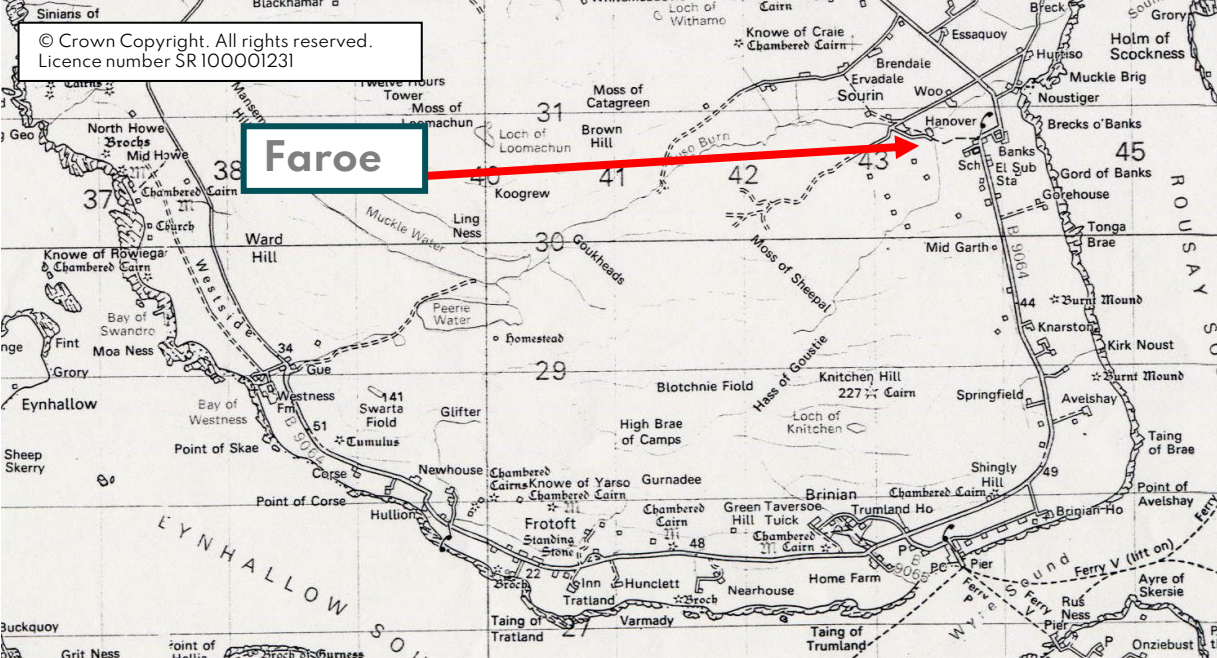 Sinians of
Blackhamar
Loch of
Withamo
Cairn
Breck
Grory
© Crown Copyright. All rights reserved.
Licence number SR 100001231
Knowe of Craie
Chambered Cairn
Essaquoy
Holm of
Scockness
Cairns
Twelve Hours
Tower
Brendale
Ervadale
Sourin
Woo
Hurtiso
Muckle Brig
Noustiger
Moss of
Loomachun
31
Moss of
Catagreen
Hanover
Brecks o'Banks
Geo
North Howe
Brochs
Mid Howe
Loch of
Loomachun
Brown
Hill
Banks
45
Faroe
38
40
41
42
43
Sch
El Sub
Sta
Gord of Banks
37
Chambered Cairn
Koogrew
Gorehouse
ROUSAY
Church
Muckle Water
Ling
Ness
Tonga
Brae
Ward
Hill
30
Goukheads
Moss of Sheepal
Mid Garth
B 9064
Knowe of Rowiegar
Chambered Cairn
Westside
Peerie
Water
44
Burnt Mound
Bay of
Swandro
Homestead
Knarston
Fint
Moa Ness
34
Kirk Noust
Grory
Gue
29
Hass of Goustie
Knitchen Hill
227
Cairn
Burnt Mound
Blotchnie Fiold
Eynhallow
Bay of
Westness
Westness
Fm
141
Swarta
Fiold
Glifter
Springfield
Avelshay
Loch of
Knitchen
51
B 9064
High Brae
of Camps
Point of Skae
Cumulus
Taing
of Brae
Sheep
Skerry
Corse
Newhouse
Chambered
Cairns
Knowe of Yarso
Chambered Cairn
Gurnadee
Shingly
Hill
49
Point of
Avelshay
Point of Corse
Hullion
Brinian
Chambered Cairn
Trumland Ho
Brinian Ho
Frotoft
Standing
Stone
Chambered
Cairn
Green Taversoe
Hill Tuick
Chambered
Cairn
Ferry
EYNHALLOW
48
P
B
9065
PC
Pier
Ferry V (lift on)
Broch
22
Inn
Tratland
Hunclett
Nearhouse
Home Farm
Wyre Sound
Ferry
P
Ferry
V
Ayre of
Skersie
Broch
Rus
Ness
Buckquoy
Taing of
Tratland
27
Varmady
Taing of
Trumland
Pier
P
Onziebust
Grit Ness
Point of
Broch of Gurness